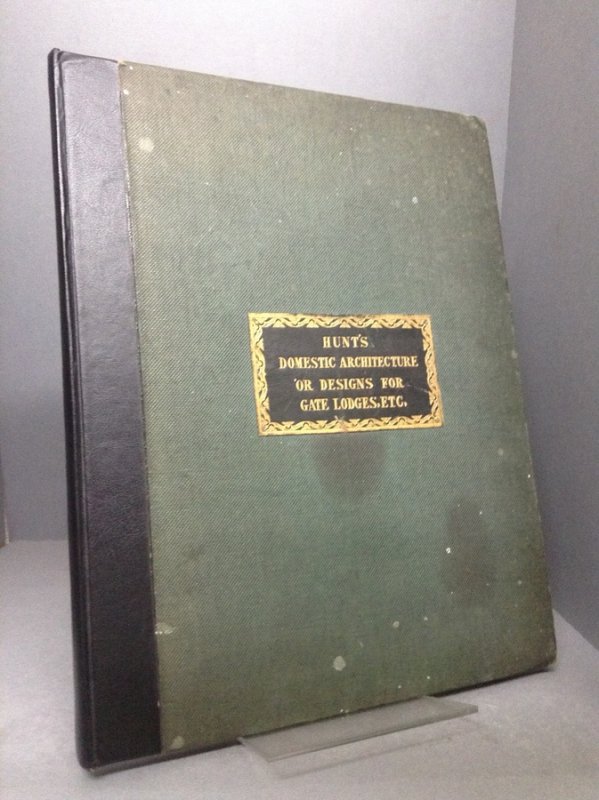 HUNT'S
DOMESTIC ARCHITECTURE
OR DESIGNS FOR
GATE LODGES, ETC.